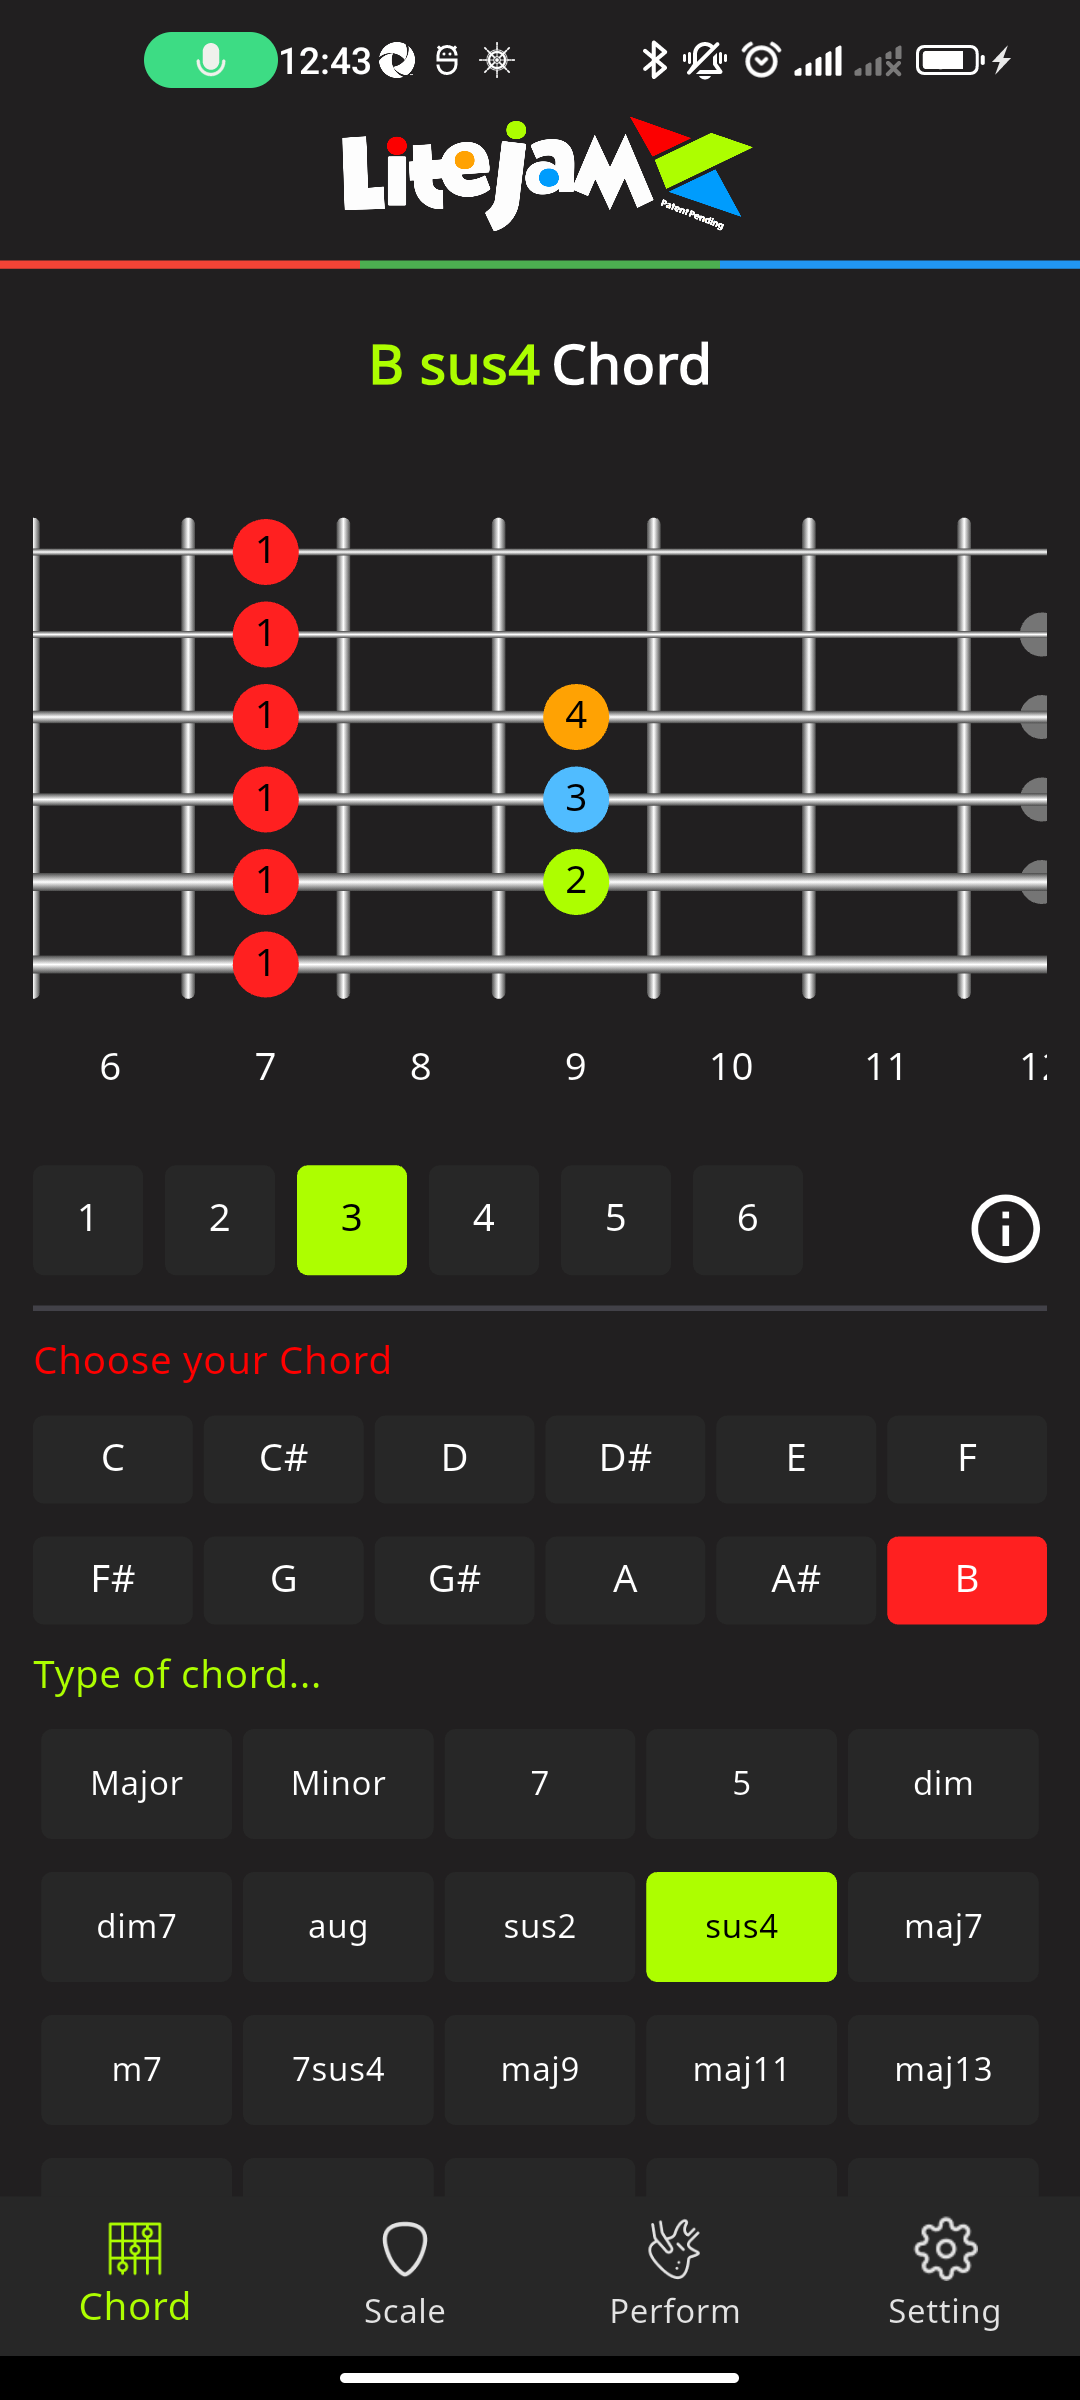 12:43
LiteJam
Patent Pending
B sus4 Chord
1
1
1 4
1 3
1 2
1
6 7 8 9 10 11
1 2 3 4 5 6
Choose your Chord
C C# D D# E F
F# G G# A A# B
Type of chord...
Major Minor 7 5 dim
dim7 aug sus2 sus4 maj7
m7 7sus4 maj9 maj11 maj13
Chord Scale Perform Setting